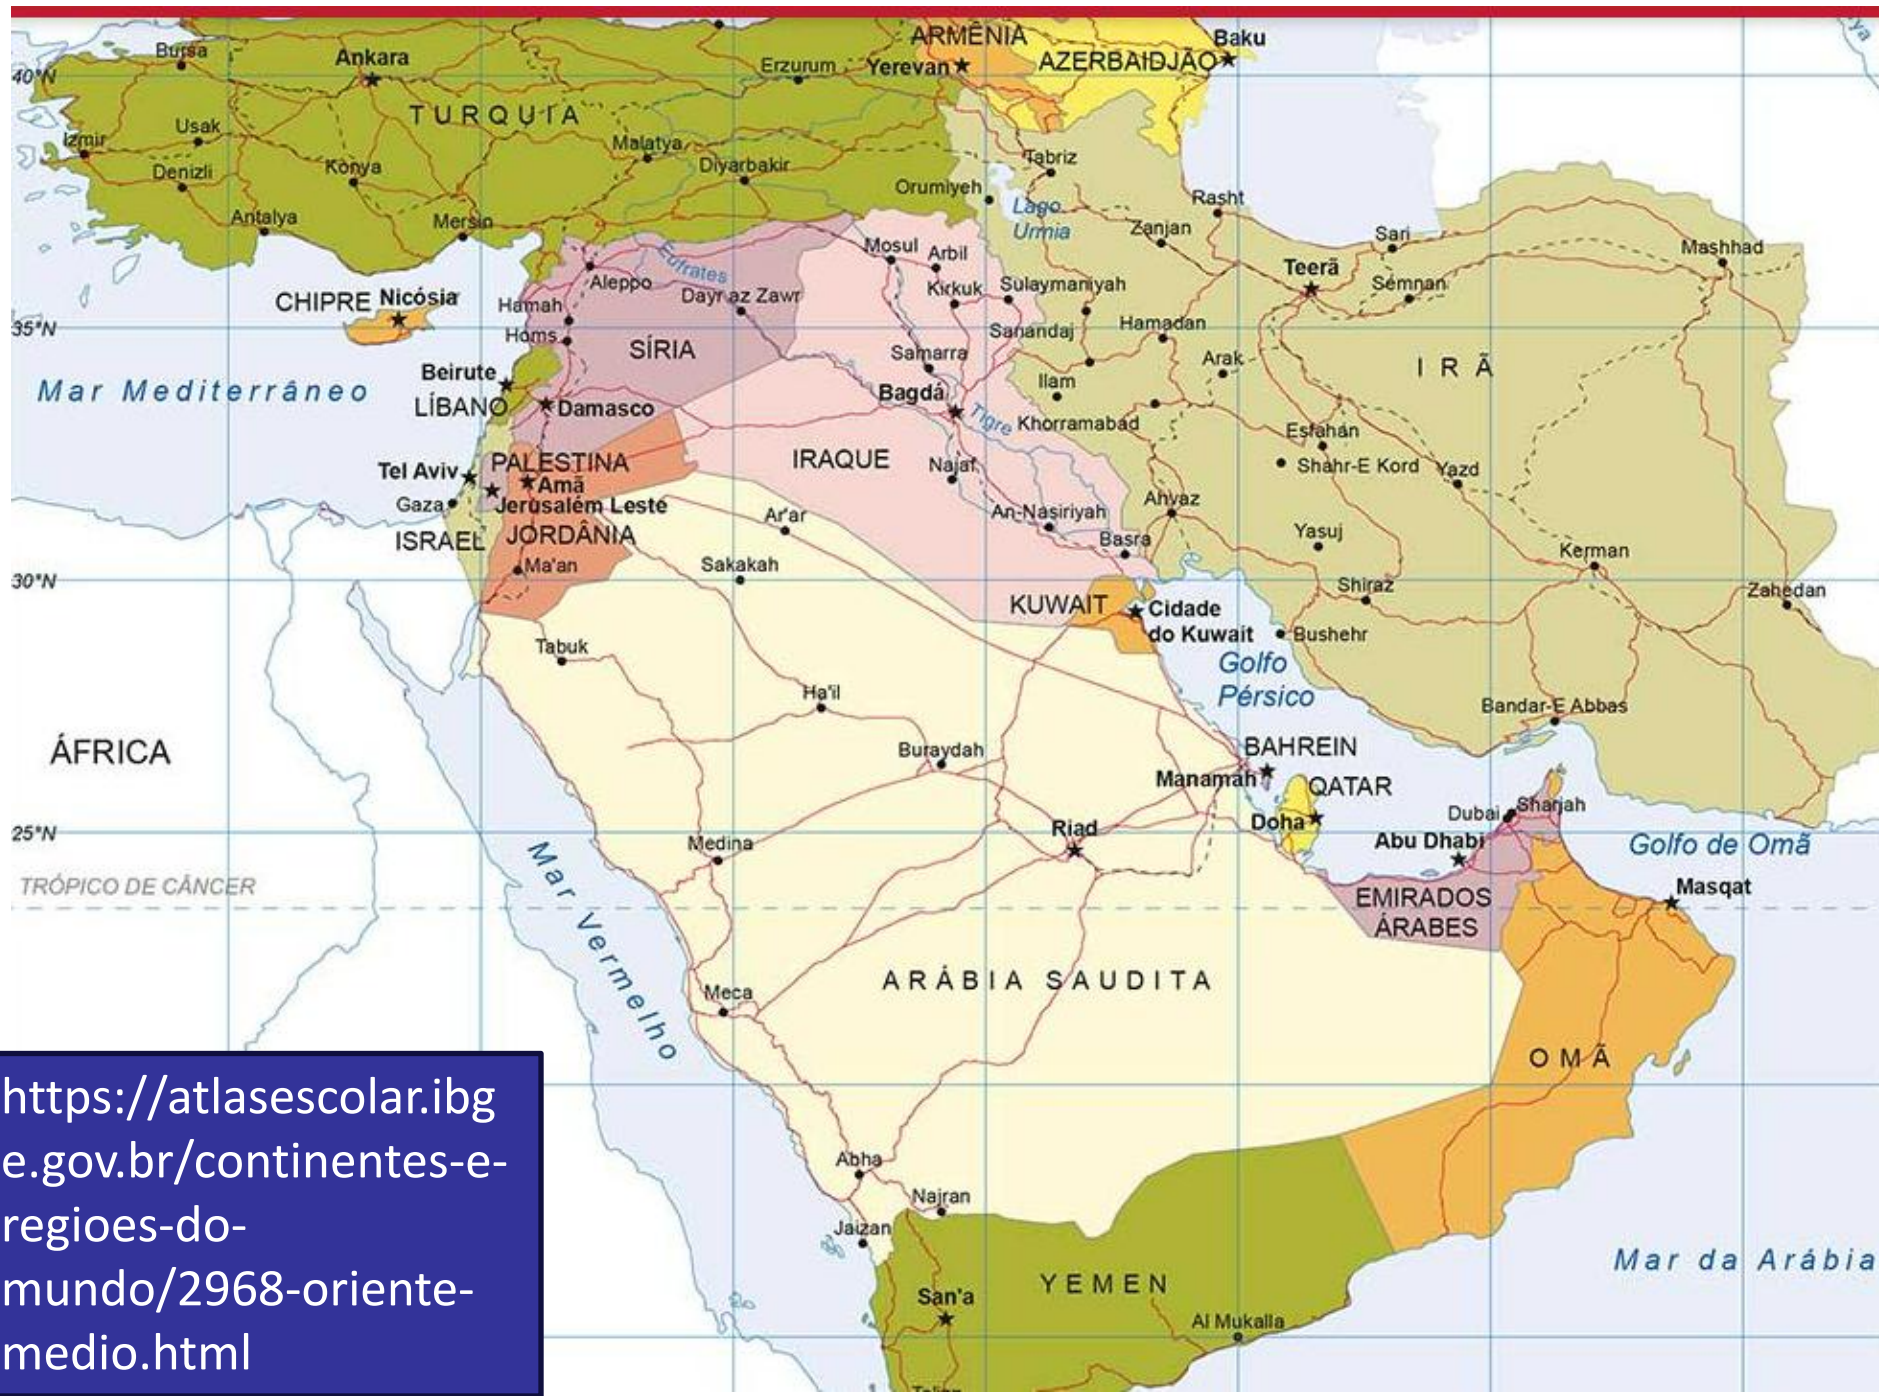 ARMÊNIA
Baku
Bursa
Ankara
Erzurum
Yerevan
AZERBAIDJÃO
40°N
TURQUIA
Izmir
Usak
Malatya
Denizli
Konya
Diyarbakir
Tabriz
Orumiyeh
Antalya
Mersin
Lago
Urmia
Rasht
Zanjan
Sari
Mashhad
Mosul
Arbil
Eufrates
Aleppo
Teerã
Sémnan
CHIPRE
Nicósia
Hamah
Dayr az Zawr
Kirkuk
Sulaymaniyah
35°N
Homs
SÍRIA
Sanandaj
Hamadan
Samarra
Arak
IRÃ
Mar Mediterrâneo
Beirute
LÍBANO
Damasco
Bagdá
Tigre
Ilam
Khorramabad
Esfahán
Tel Aviv
PALESTINA
IRAQUE
Najaf
Shahr-E Kord
Yazd
Amã
Gaza
Jerusalém Leste
Ar'ar
An-Nasiriyah
Ahvaz
ISRAEL
JORDÂNIA
Basra
Yasuj
Kerman
Ma'an
Sakakah
30°N
KUWAIT
Cidade
do Kuwait
Shiraz
Zahedan
Tabuk
Bushehr
Golfo
Pérsico
Ha'il
Bandar-E Abbas
ÁFRICA
Buraydah
BAHREIN
Manamah
QATAR
25°N
Medina
Riad
Doha
Dubai
Sharjah
Abu Dhabi
Golfo de Omã
TRÓPICO DE CÂNCER
Mar Vermelho
EMIRADOS
ÁRABES
Masqat
Meca
ARÁBIA SAUDITA
OMÃ
Abha
Najran
Jaizan
San'a
YEMEN
Al Mukalla
Mar da Arábia
https://atlasescolar.ibg
e.gov.br/continentes-e-
regioes-do-
mundo/2968-oriente-
medio.html